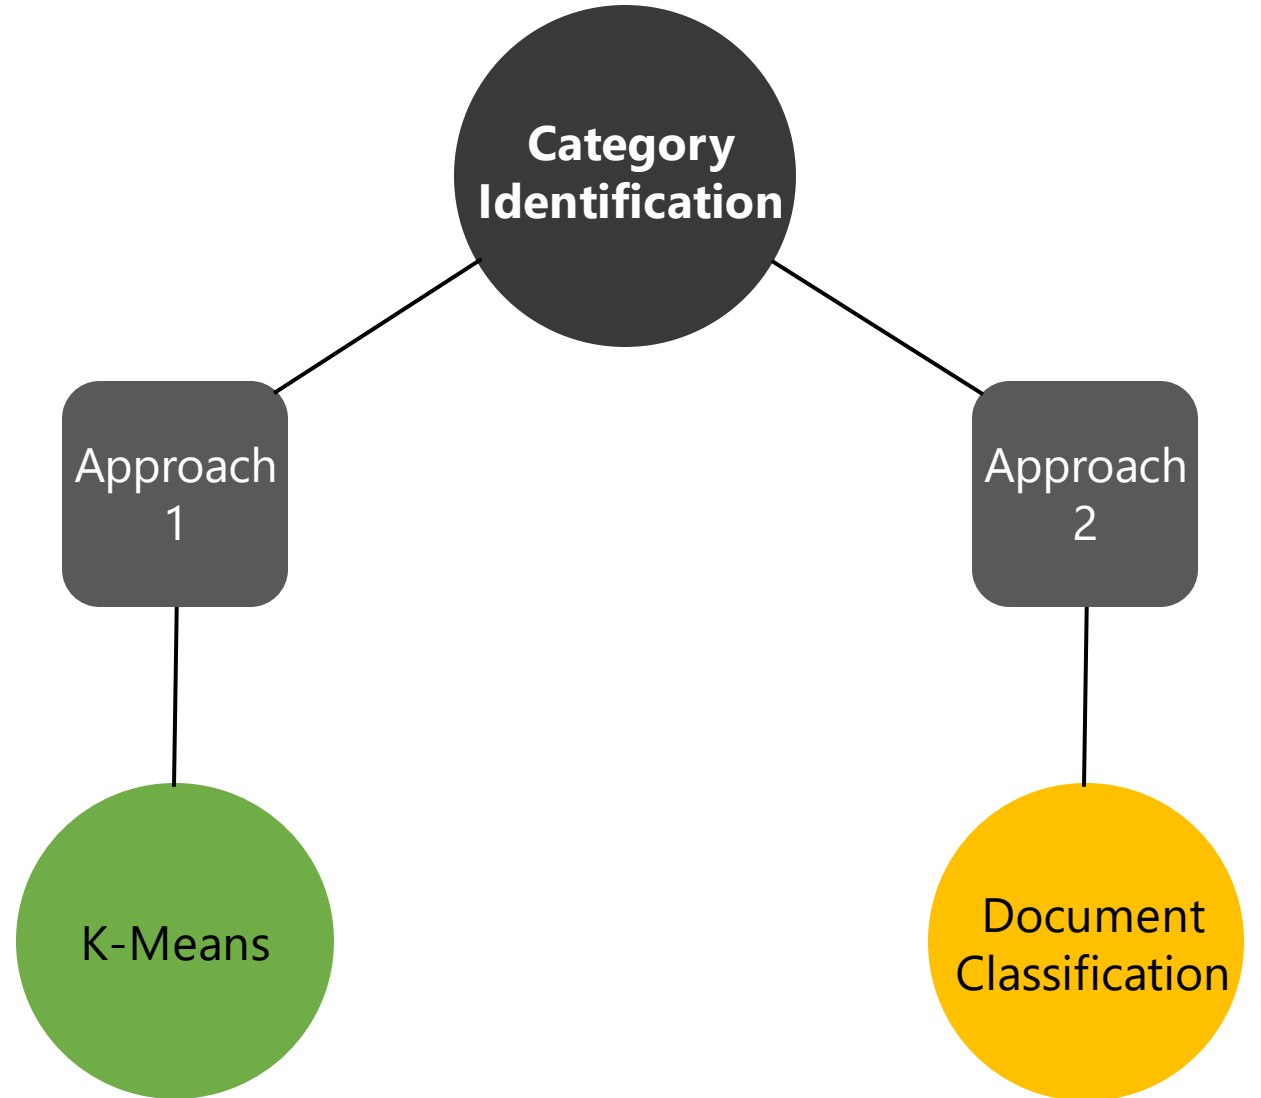 Category
Identification
Approach
1
Approach
2
K-Means
Document
Classification